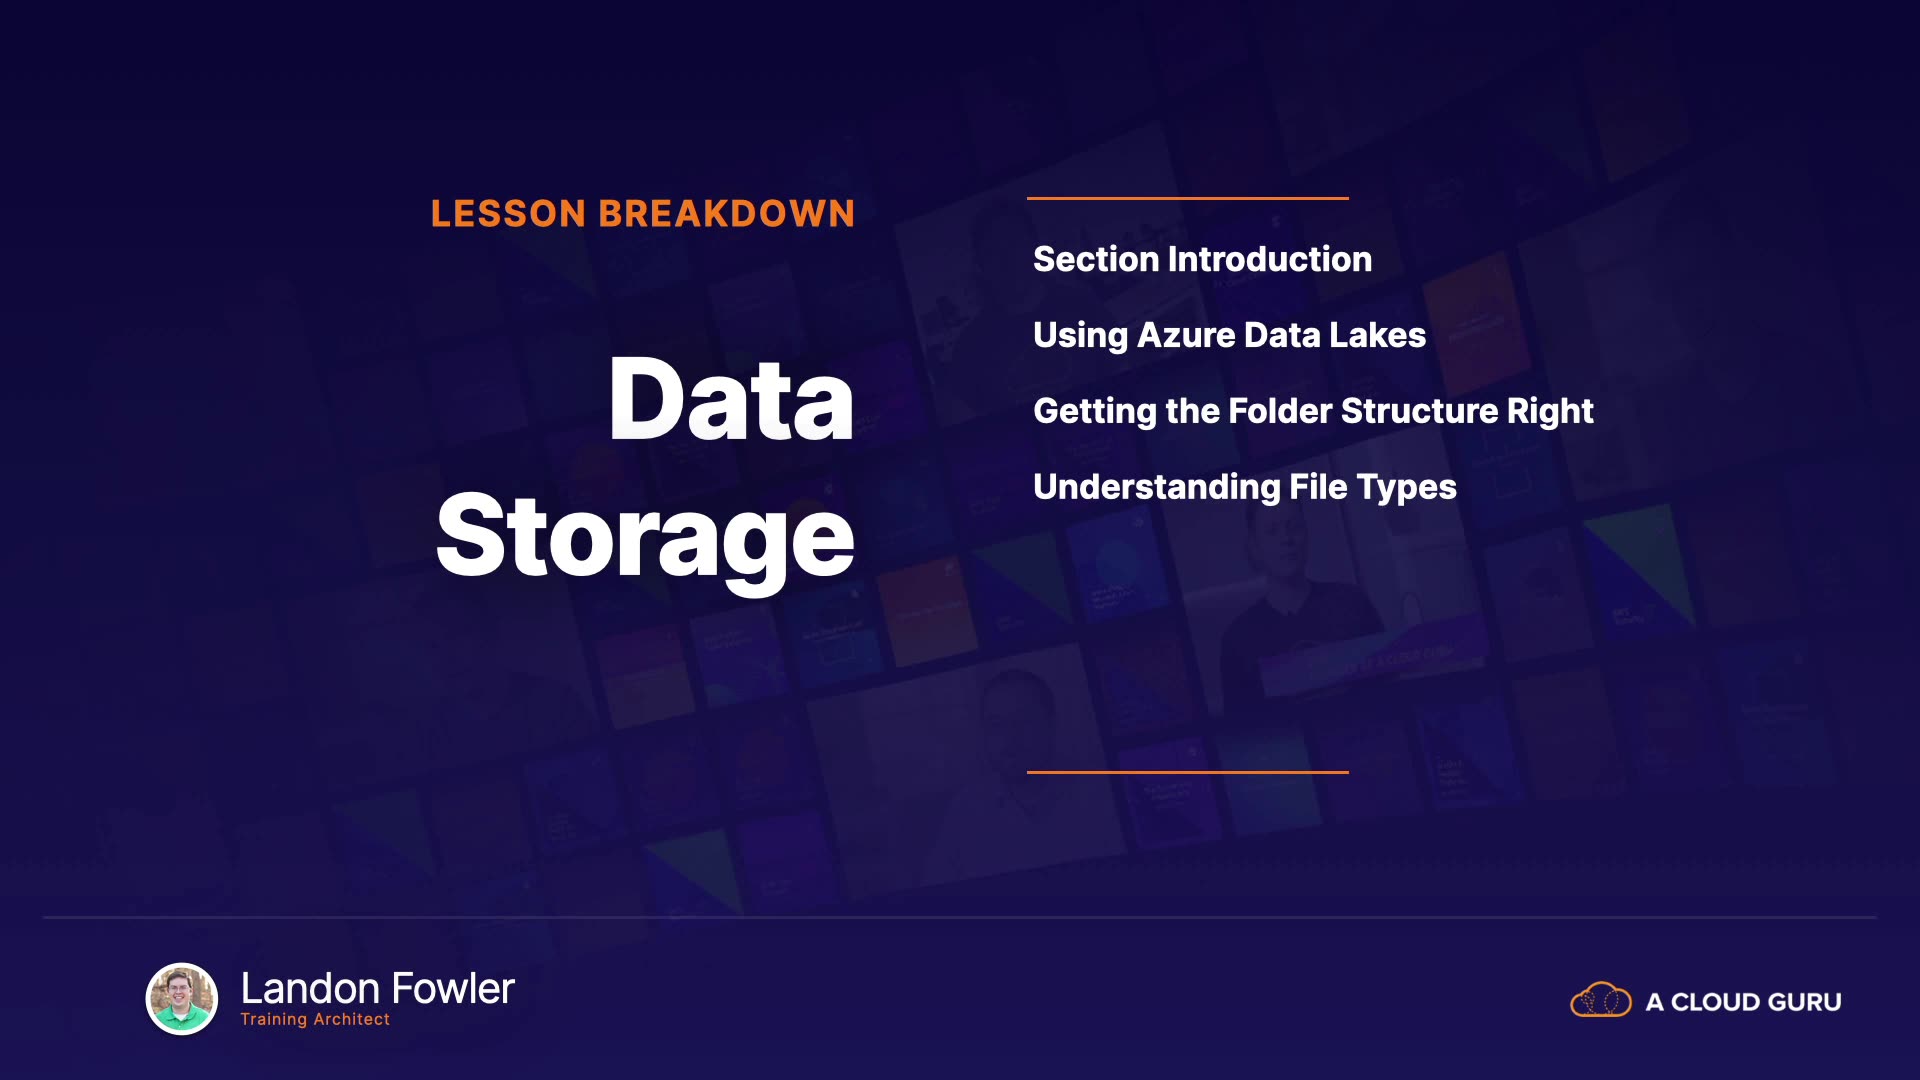 LESSON BREAKDOWN
Data
Storage
Section Introduction
Using Azure Data Lakes
Getting the Folder Structure Right
Understanding File Types
Landon Fowler
Training Architect
A CLOUD GURU